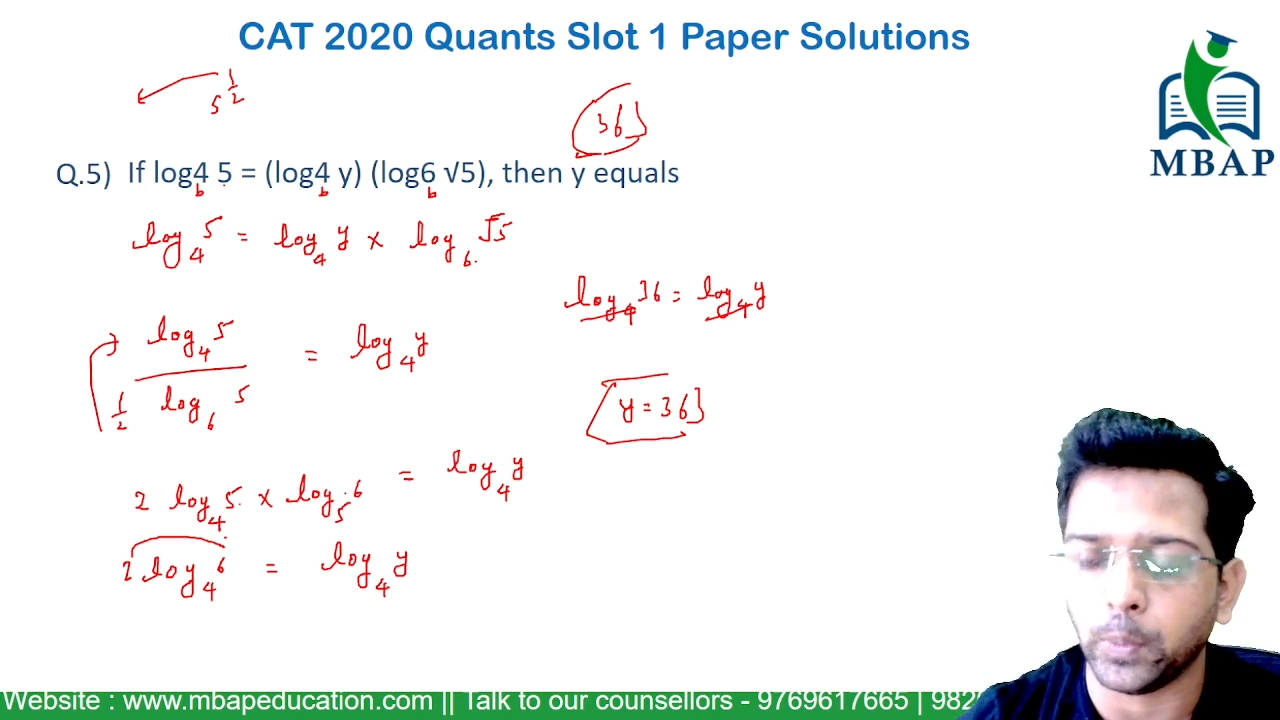 CAT 2020 Quants Slot 1 Paper Solutions
5^1/2
36
MBAP
Q.5) If log4 5 = (log4 y) (log6 √5), then y equals
b b b
log₄ 5 = log₄ y × log₆ √5
log₄ 36 = log₄ y
log₄ 5
= log₄ y
1/2 log₆ 5
y = 36
2 log₄ 5 × log₅ 6 = log₄ y
2 log₄ 6 = log₄ y
Website : www.mbapeducation.com || Talk to our counsellors - 9769617665 | 982